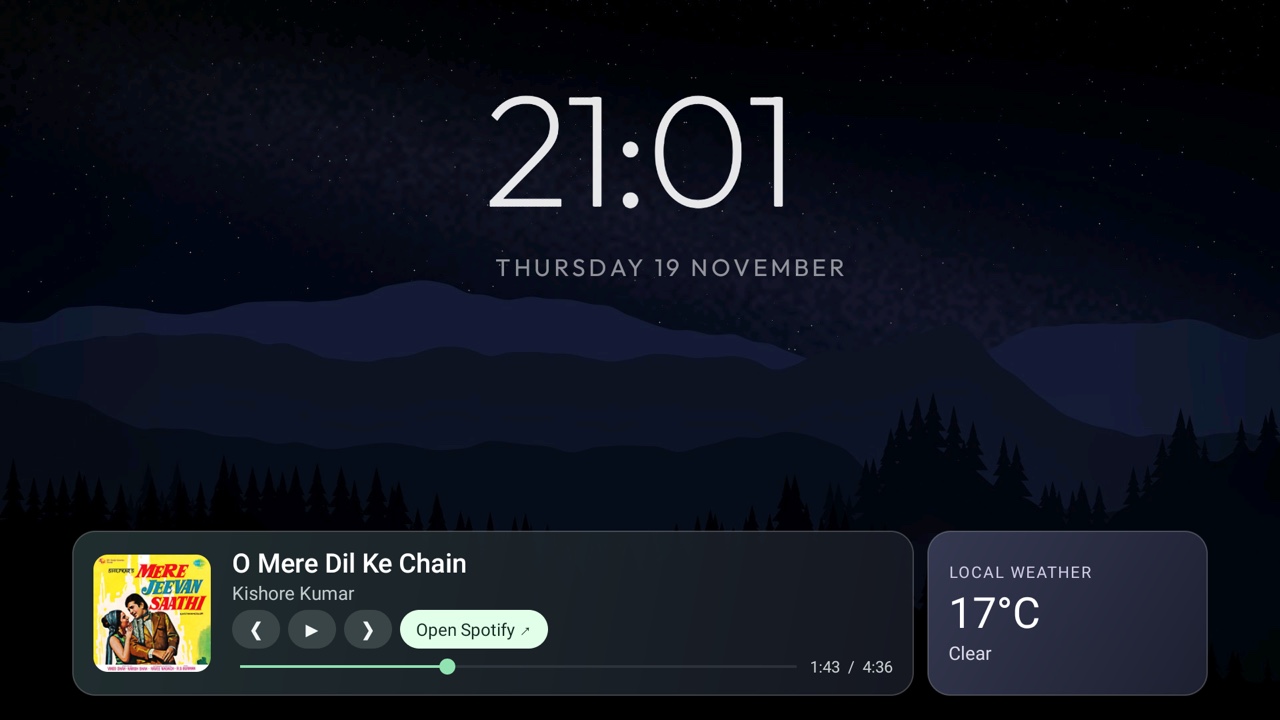 21:01
THURSDAY 19 NOVEMBER
MERE
JEEVAN
SAATHI
O Mere Dil Ke Chain
Kishore Kumar
❮ ▶ ❯ Open Spotify ↗
1:43 / 4:36
LOCAL WEATHER
17°C
Clear